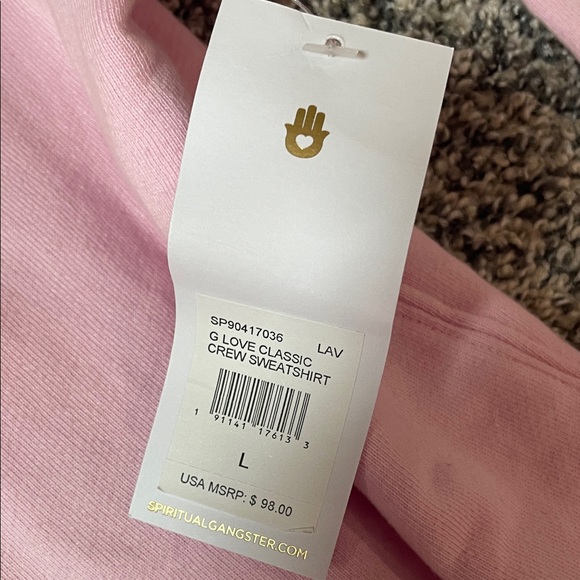 SP90417036 LAV
G LOVE CLASSIC
CREW SWEATSHIRT
1 91141 17613 3
L
USA MSRP: $ 98.00
SPIRITUALGANGSTER.COM